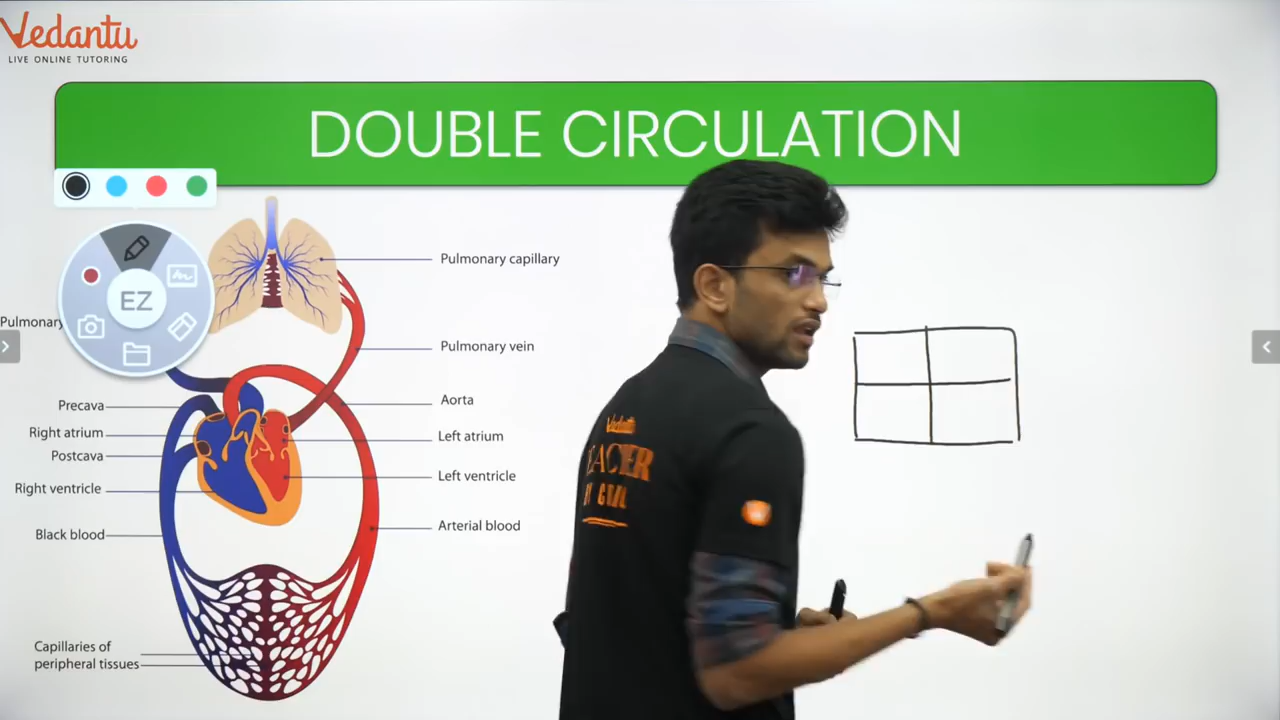 Vedantu
LIVE ONLINE TUTORING
DOUBLE CIRCULATION
EZ
Pulmonary capillary
Pulmonary
Pulmonary vein
Precava
Aorta
Right atrium
Left atrium
Postcava
Left ventricle
Right ventricle
Black blood
Arterial blood
Capillaries of
peripheral tissues
Vedantu